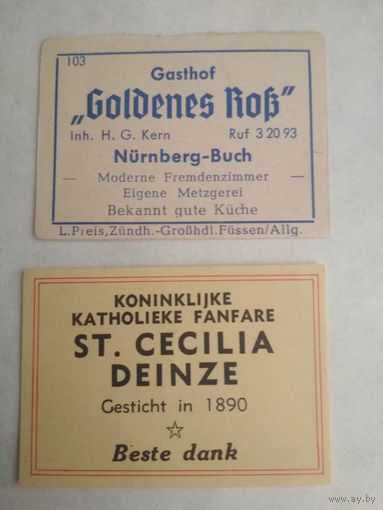 103
Gasthof
„Goldenes Roß“
Inh. H. G. Kern Ruf 3 20 93
Nürnberg-Buch
— Moderne Fremdenzimmer —
Eigene Metzgerei
Bekannt gute Küche
L.Preis,Zündh.-Großhdl.Füssen/Allg.
KONINKLIJKE
KATHOLIEKE FANFARE
ST. CECILIA
DEINZE
Gesticht in 1890
☆
Beste dank
www.ay.by